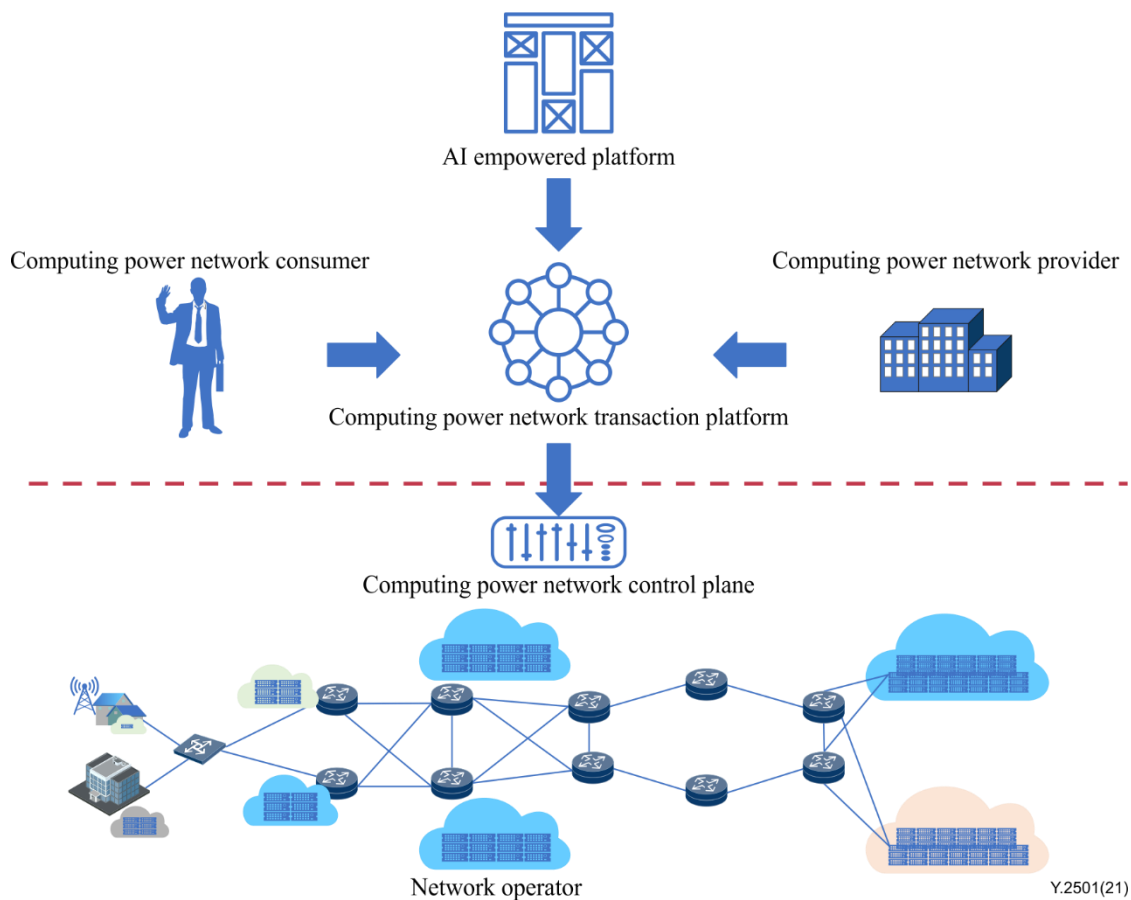 AI empowered platform
Computing power network consumer
Computing power network provider
Computing power network transaction platform
Computing power network control plane
Network operator
Y.2501(21)